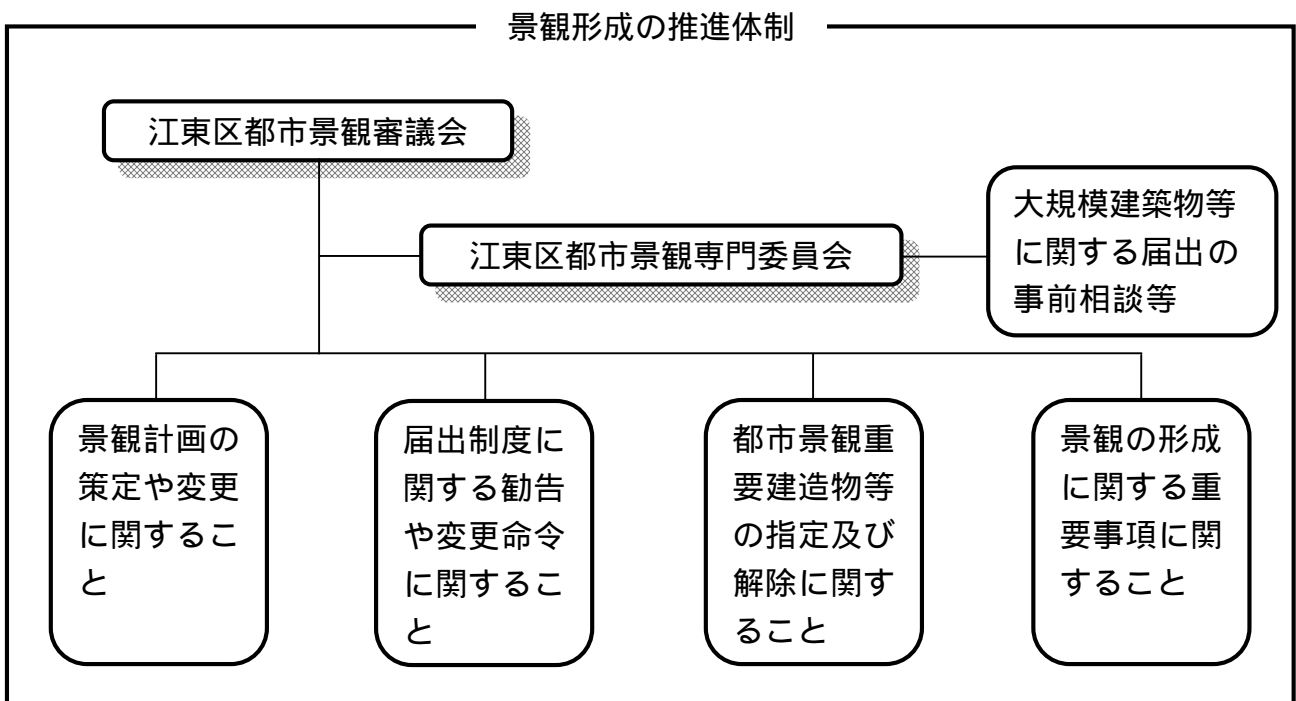 景観形成の推進体制
江東区都市景観審議会
江東区都市景観専門委員会
大規模建築物等
に関する届出の
事前相談等
景観計画の
策定や変更
に関するこ
と
届出制度に
関する勧告
や変更命令
に関するこ
と
都市景観重
要建造物等
の指定及び
解除に関す
ること
景観の形成
に関する重
要事項に関
すること